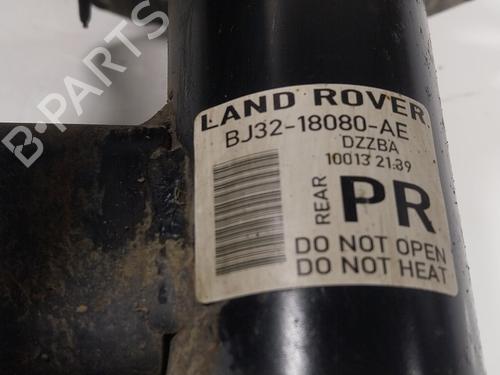 B-PARTS
LAND ROVER
BJ32-18080-AE
DZZBA
10013 21:39
REAR
PR
DO NOT OPEN
DO NOT HEAT